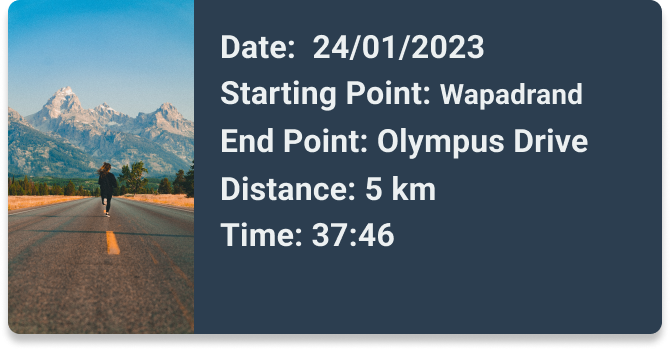 Date: 24/01/2023
Starting Point: Wapadrand
End Point: Olympus Drive
Distance: 5 km
Time: 37:46